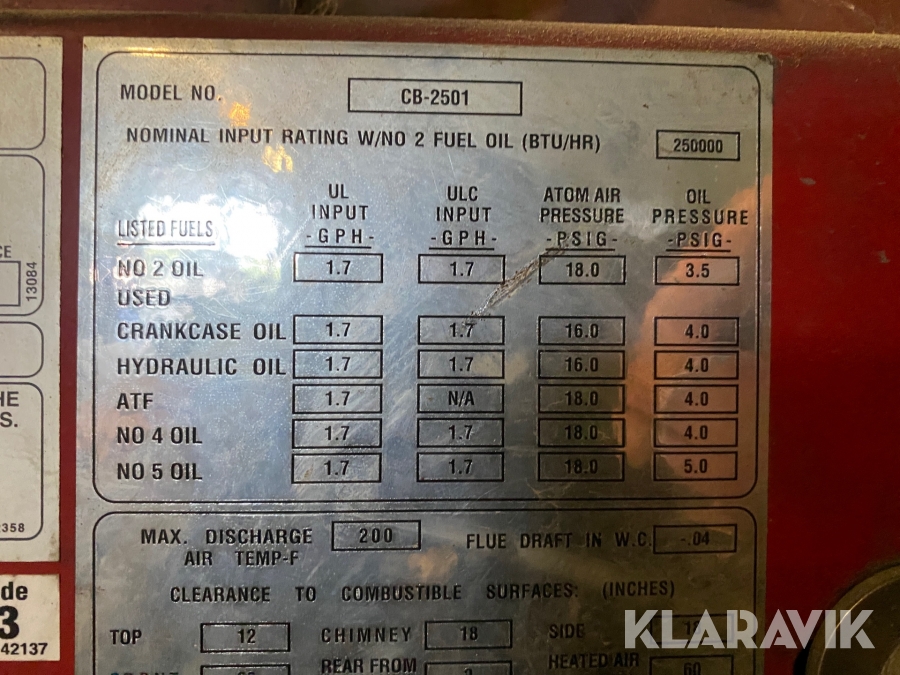 MODEL NO. CB-2501
NOMINAL INPUT RATING W/NO 2 FUEL OIL (BTU/HR) 250000
UL ULC ATOM AIR OIL
INPUT INPUT PRESSURE PRESSURE
LISTED FUELS -GPH- -GPH- -PSIG- -PSIG-
NO 2 OIL 1.7 1.7 18.0 3.5
USED
CRANKCASE OIL 1.7 1.7 16.0 4.0
HYDRAULIC OIL 1.7 1.7 16.0 4.0
ATF 1.7 N/A 18.0 4.0
NO 4 OIL 1.7 1.7 18.0 4.0
NO 5 OIL 1.7 1.7 18.0 5.0
MAX. DISCHARGE 200 FLUE DRAFT IN W.C. -.04
AIR TEMP-F
CLEARANCE TO COMBUSTIBLE SURFACES: (INCHES)
TOP 12 CHIMNEY 18 SIDE
REAR FROM HEATED AIR
60
CE
13084
HE
S.
2358
de
3
42137
KLARAVIK